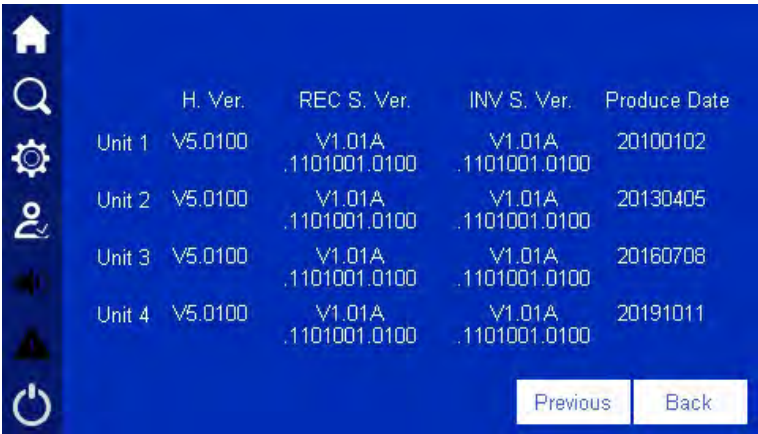 H. Ver. REC S. Ver. INV S. Ver. Produce Date
Unit 1 V5.0100 V1.01A V1.01A 20100102
.1101001.0100 .1101001.0100
Unit 2 V5.0100 V1.01A V1.01A 20130405
.1101001.0100 .1101001.0100
Unit 3 V5.0100 V1.01A V1.01A 20160708
.1101001.0100 .1101001.0100
Unit 4 V5.0100 V1.01A V1.01A 20191011
.1101001.0100 .1101001.0100
Previous Back